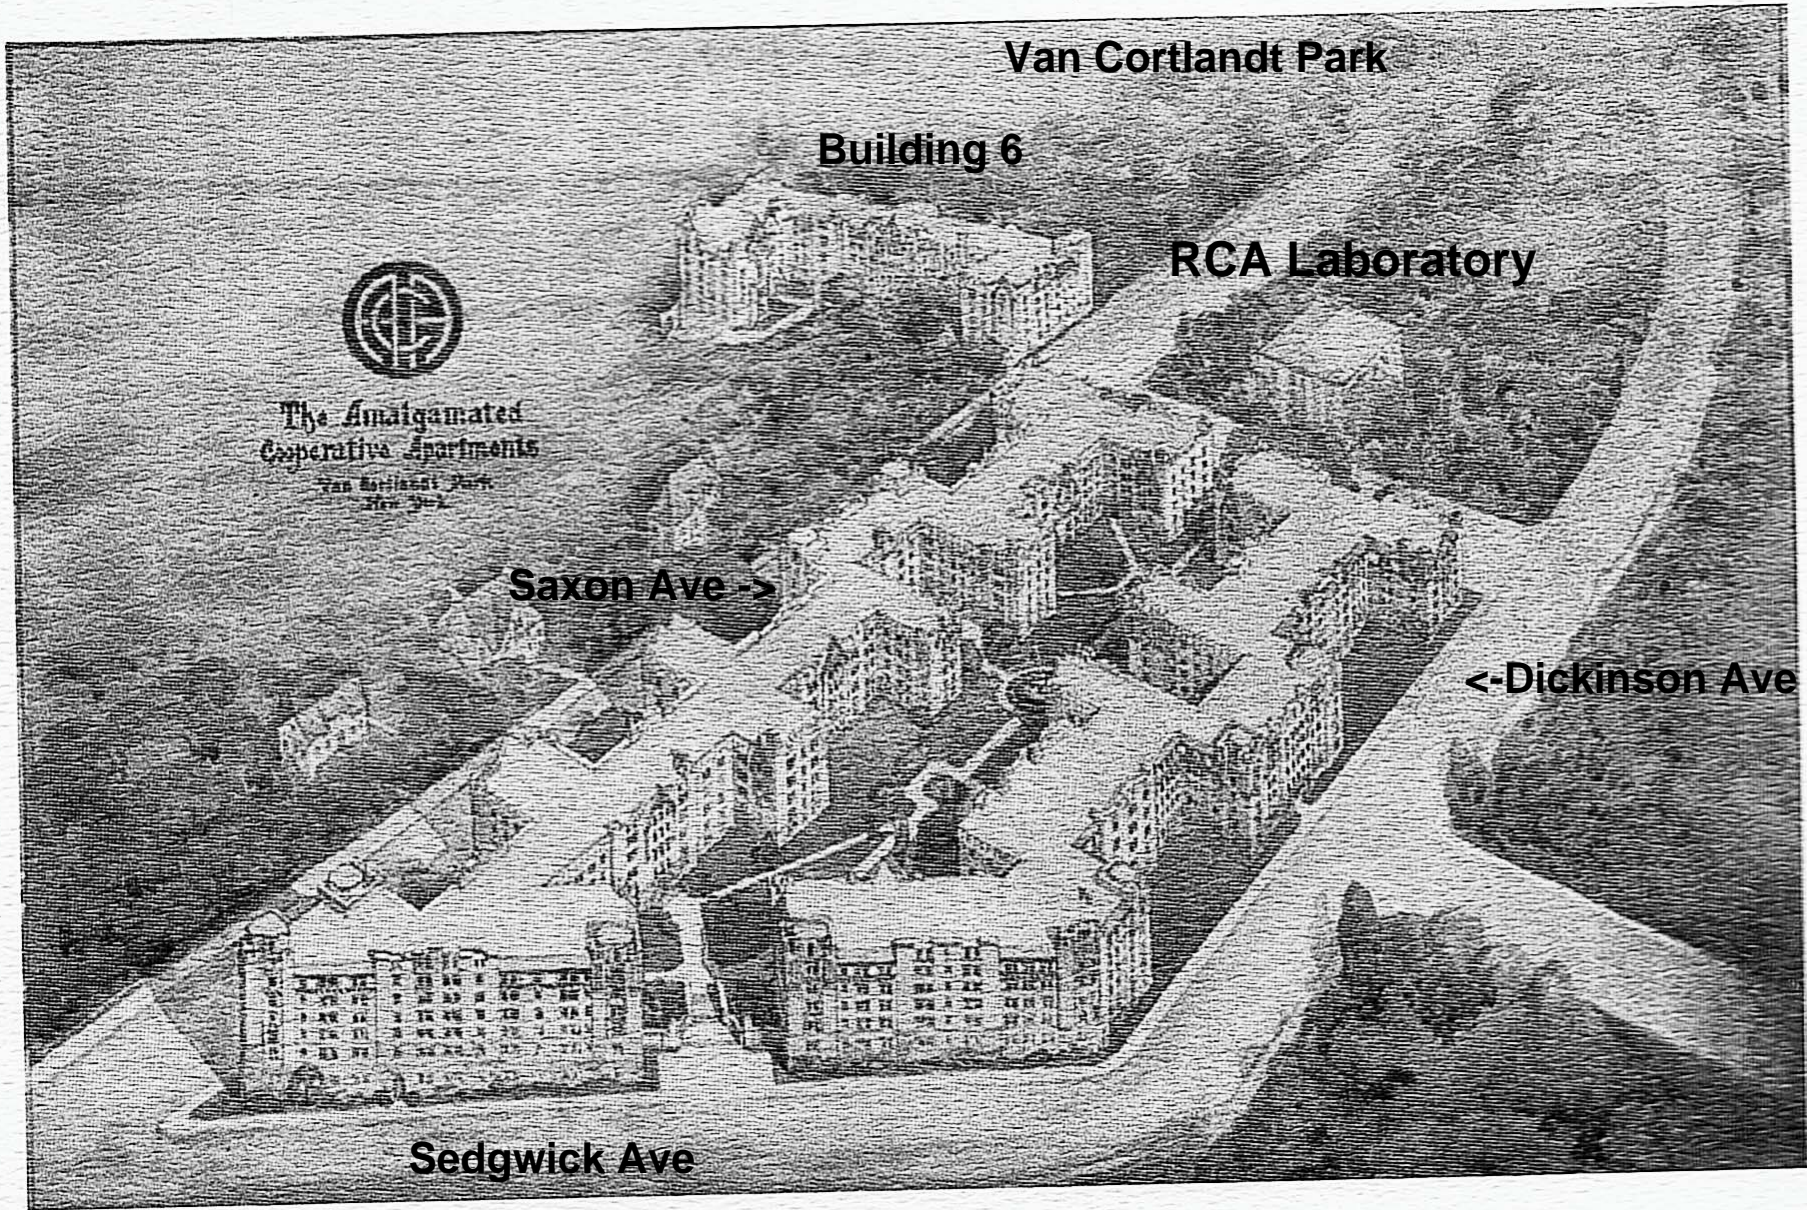 Van Cortlandt Park
Building 6
RCA Laboratory
The Amalgamated
Cooperative Apartments
Van Cortlandt Park
New York
Saxon Ave ->
<-Dickinson Ave
Sedgwick Ave